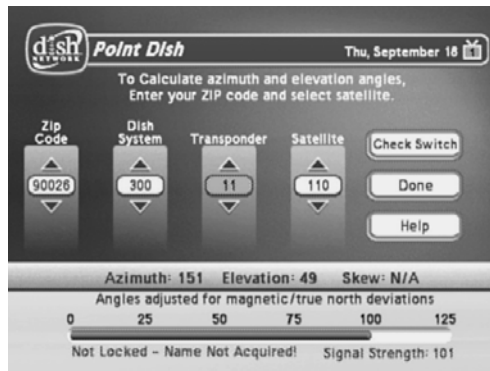 dish
NETWORK
Point Dish
Thu, September 18
1
To Calculate azimuth and elevation angles,
Enter your ZIP code and select satellite.
Zip Code
Dish System
Transponder
Satellite
90026
300
11
110
Check Switch
Done
Help
Azimuth: 151 Elevation: 49 Skew: N/A
Angles adjusted for magnetic/true north deviations
0 25 50 75 100 125
Not Locked - Name Not Acquired! Signal Strength: 101